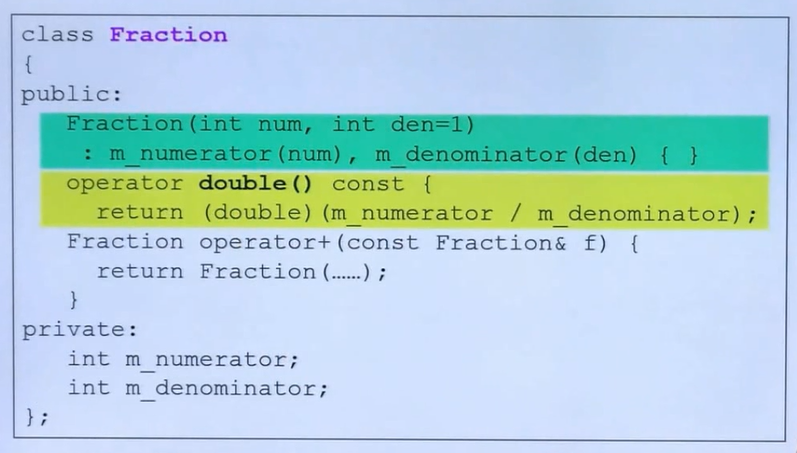 class Fraction
{
public:
Fraction(int num, int den=1)
: m_numerator(num), m_denominator(den) { }
operator double() const {
return (double)(m_numerator / m_denominator);
Fraction operator+(const Fraction& f) {
return Fraction(……);
}
private:
int m_numerator;
int m_denominator;
};